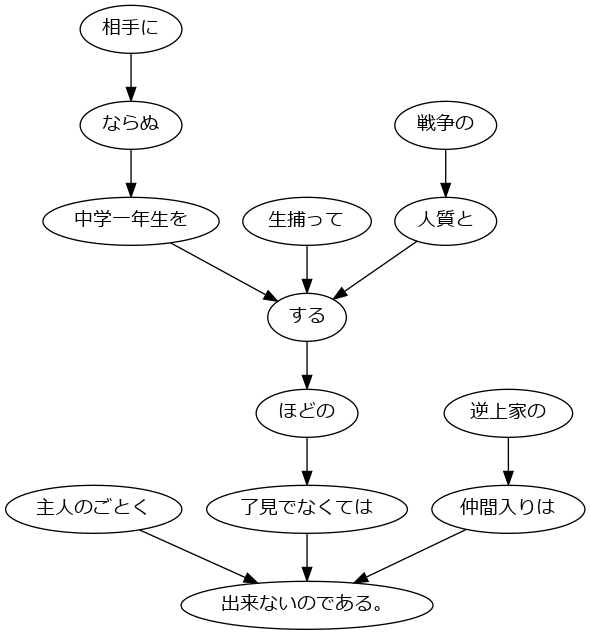 相手に
ならぬ
戦争の
中学一年生を
生捕って
人質と
する
ほどの
逆上家の
主人のごとく
了見でなくては
仲間入りは
出来ないのである。